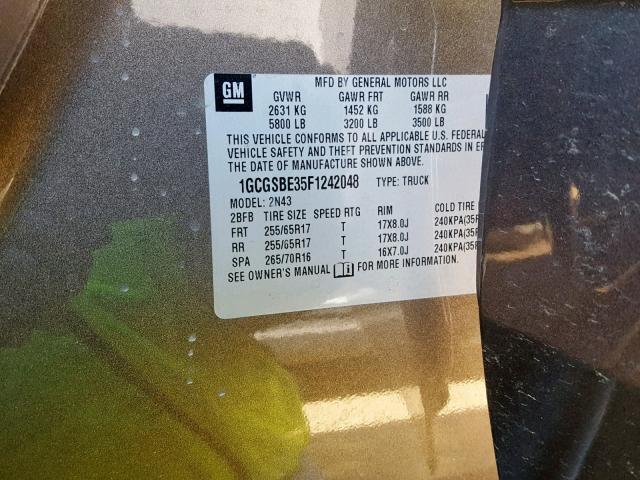 GM
MFD BY GENERAL MOTORS LLC
GVWR GAWR FRT GAWR RR
2631 KG 1452 KG 1588 KG
5800 LB 3200 LB 3500 LB
THIS VEHICLE CONFORMS TO ALL APPLICABLE U.S. FEDERAL
VEHICLE SAFETY AND THEFT PREVENTION STANDARDS IN EF
THE DATE OF MANUFACTURE SHOWN ABOVE.
1GCGSBE35F1242048 TYPE: TRUCK
MODEL: 2N43
2BFB TIRE SIZE SPEED RTG RIM COLD TIRE
FRT 255/65R17 T 17X8.0J 240KPA(35P
RR 255/65R17 T 17X8.0J 240KPA(35P
SPA 265/70R16 T 16X7.0J 240KPA(35P
SEE OWNER'S MANUAL FOR MORE INFORMATION.